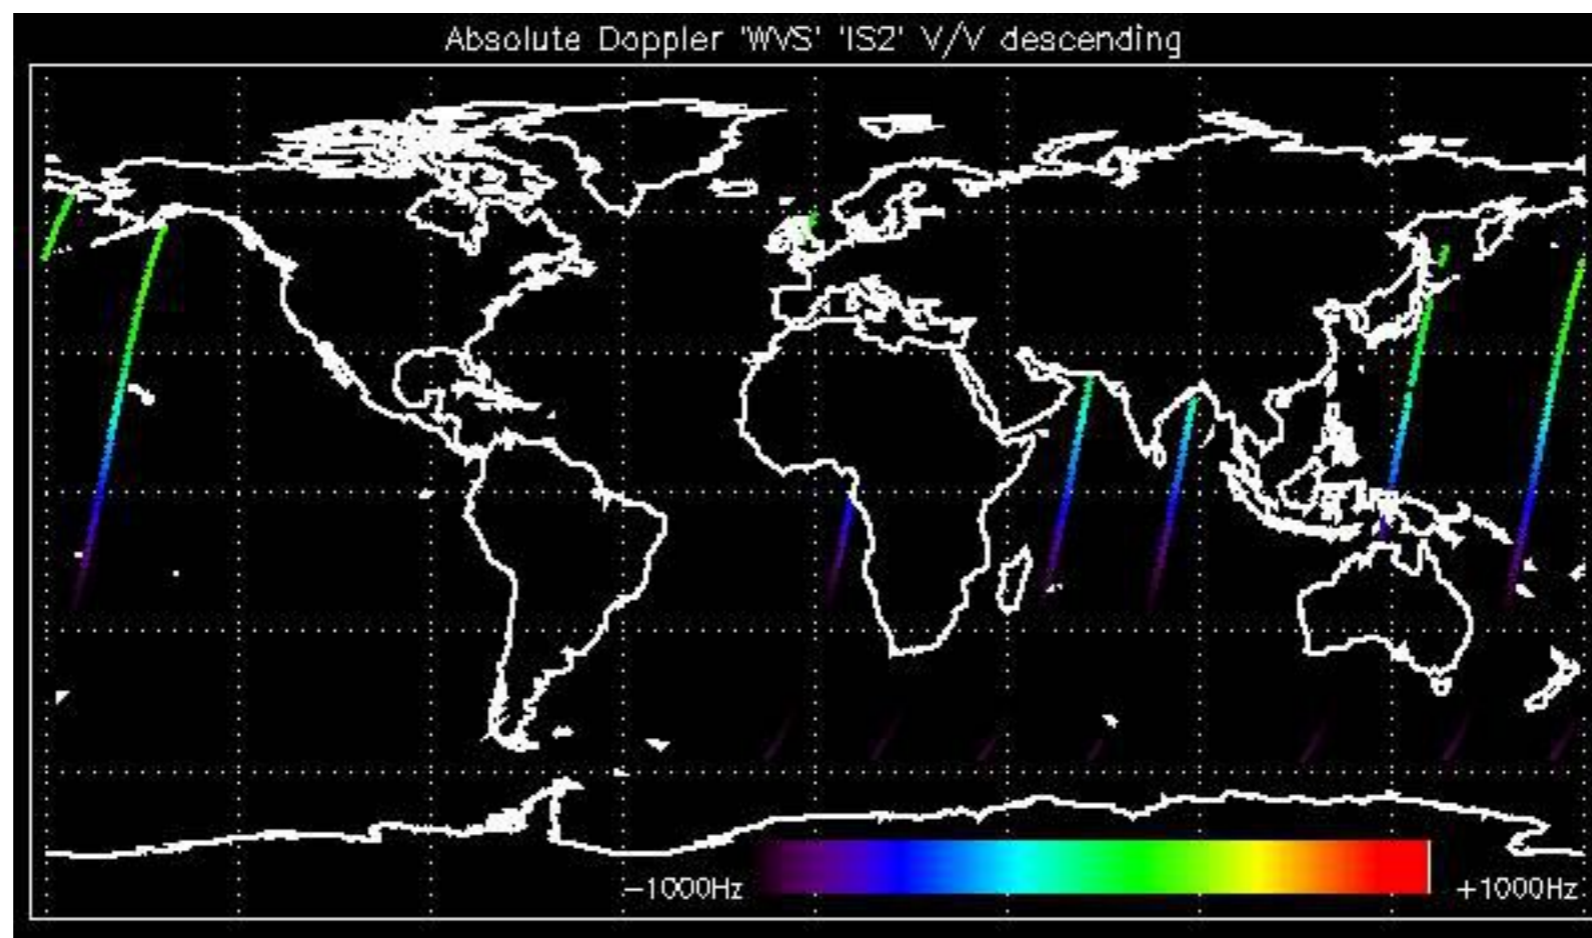 Absolute Doppler 'WVS' 'IS2' V/V descending
−1000Hz
+1000Hz